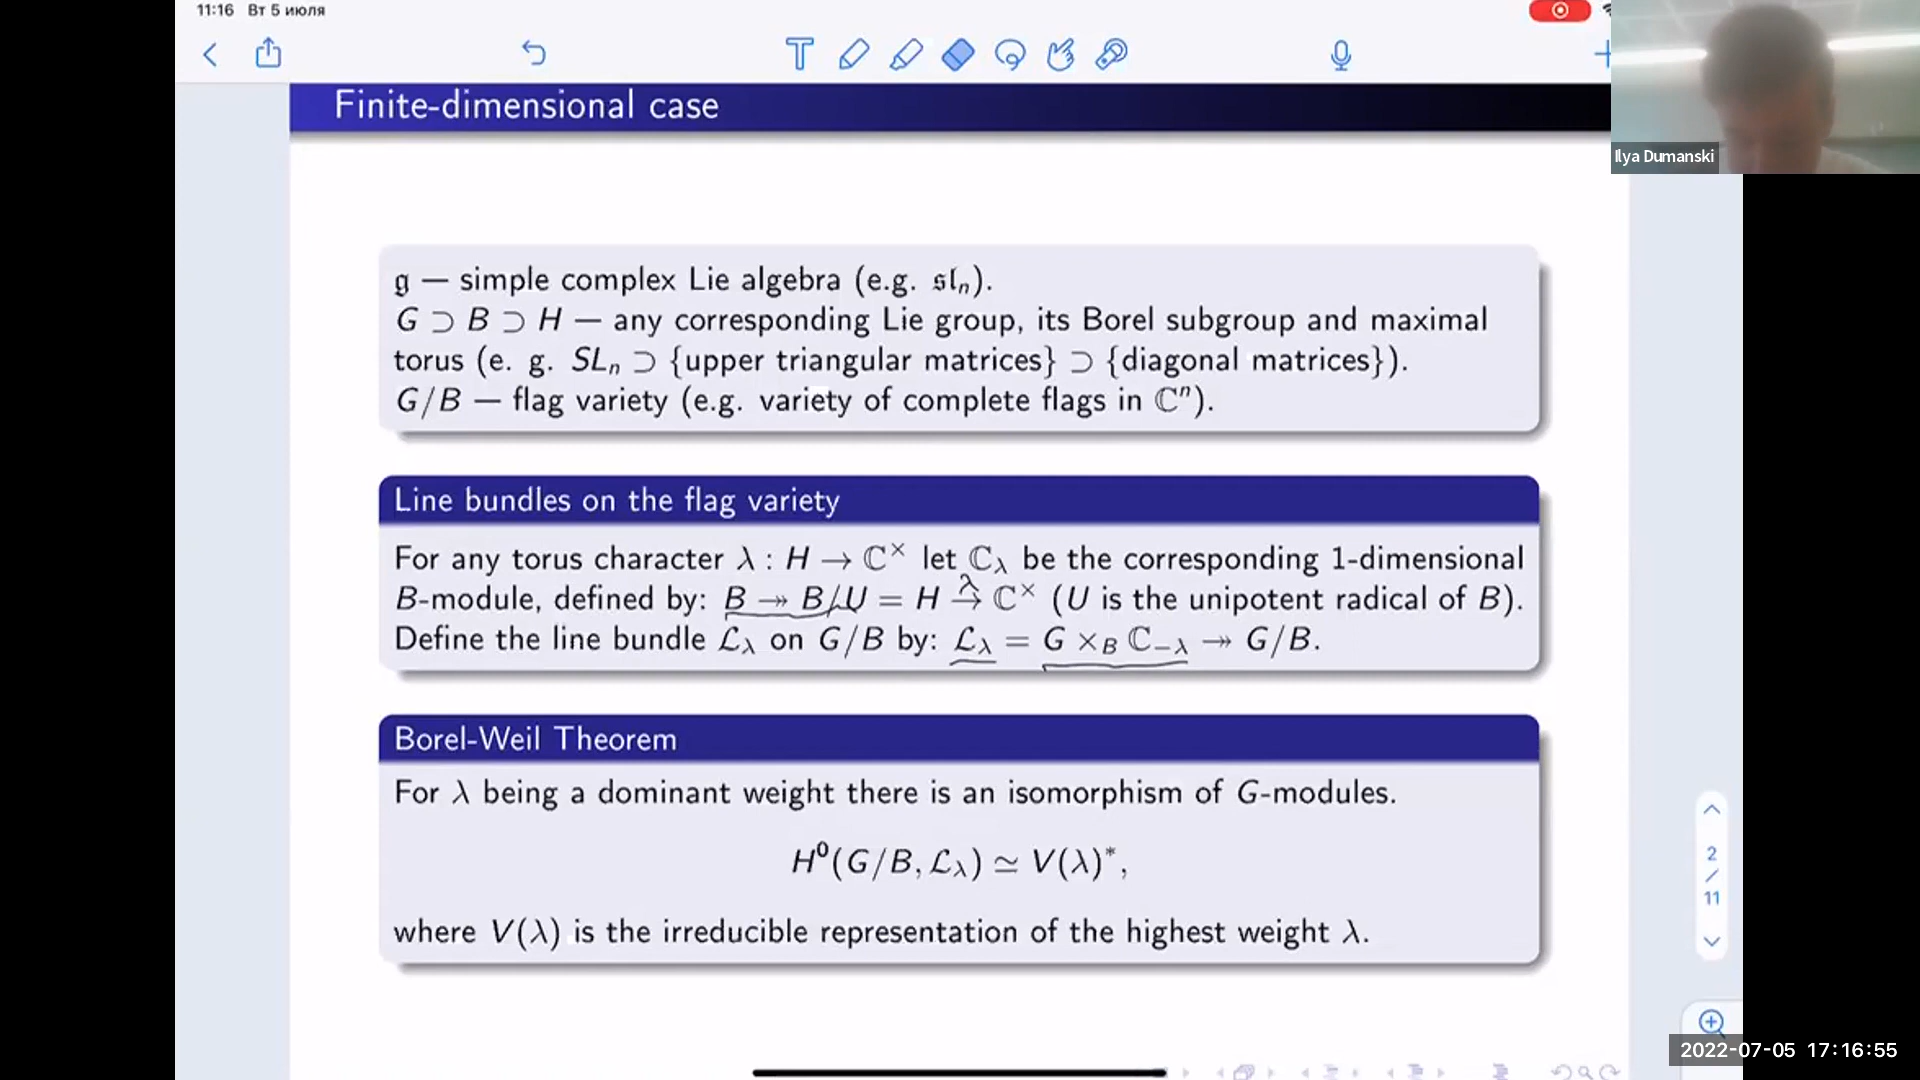 11:16 Вт 5 июля
Finite-dimensional case
Ilya Dumanski
𝔤 — simple complex Lie algebra (e.g. 𝔰𝔩ₙ).
G ⊃ B ⊃ H — any corresponding Lie group, its Borel subgroup and maximal
torus (e. g. SLₙ ⊃ {upper triangular matrices} ⊃ {diagonal matrices}).
G/B — flag variety (e.g. variety of complete flags in ℂⁿ).
Line bundles on the flag variety
For any torus character λ : H → ℂ^× let ℂ_λ be the corresponding 1-dimensional
B-module, defined by: B ↠ B/U = H →^λ ℂ^× (U is the unipotent radical of B).
Define the line bundle ℒ_λ on G/B by: ℒ_λ = G ×_B ℂ_{−λ} ↠ G/B.
Borel-Weil Theorem
For λ being a dominant weight there is an isomorphism of G-modules.
H⁰(G/B, ℒ_λ) ≃ V(λ)*,
where V(λ) is the irreducible representation of the highest weight λ.
2
/
11
2022-07-05 17:16:55